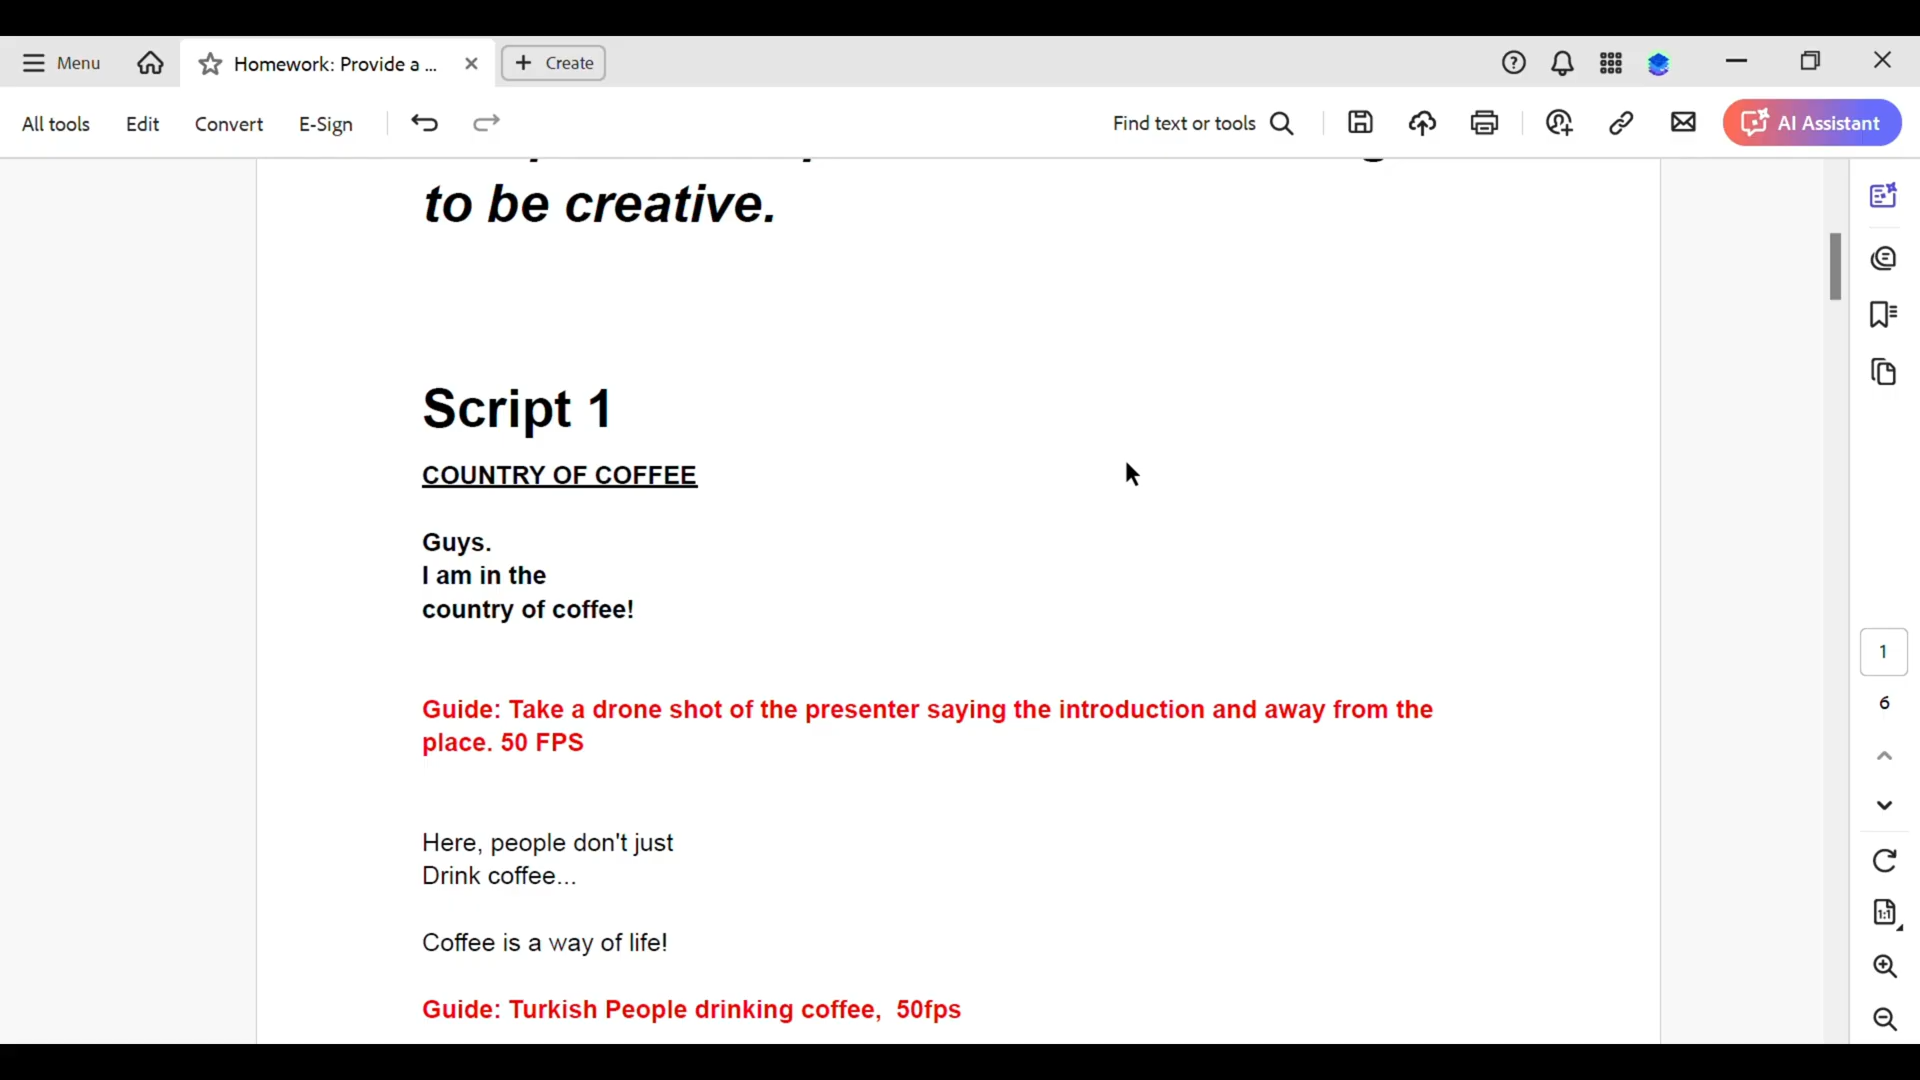 Menu
Homework: Provide a ...
Create
All tools
Edit
Convert
E-Sign
Find text or tools
AI Assistant
to be creative.
Script 1
COUNTRY OF COFFEE
Guys.
I am in the
country of coffee!
Guide: Take a drone shot of the presenter saying the introduction and away from the
place. 50 FPS
Here, people don't just
Drink coffee...
Coffee is a way of life!
Guide: Turkish People drinking coffee,  50fps
1
6
1:1